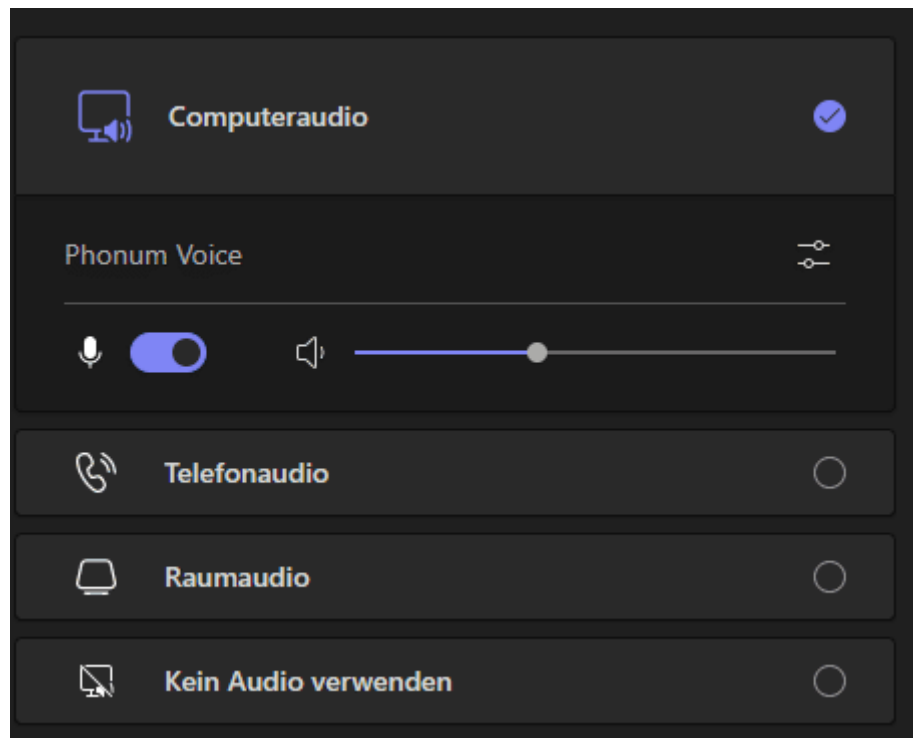 Computeraudio
Phonum Voice
Telefonaudio
Raumaudio
Kein Audio verwenden